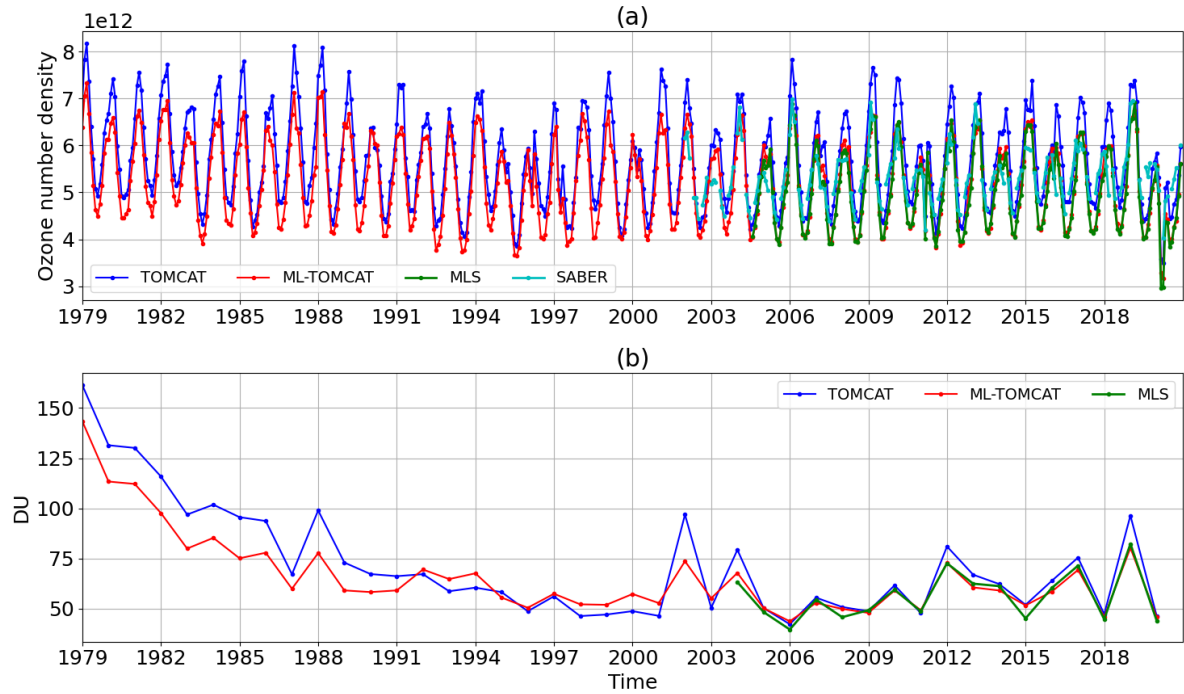 (a)
1e12
8
7
6
5
4
3
Ozone number density
TOMCAT ML-TOMCAT MLS SABER
1979 1982 1985 1988 1991 1994 1997 2000 2003 2006 2009 2012 2015 2018
(b)
150
125
100
75
50
DU
TOMCAT ML-TOMCAT MLS
1979 1982 1985 1988 1991 1994 1997 2000 2003 2006 2009 2012 2015 2018
Time